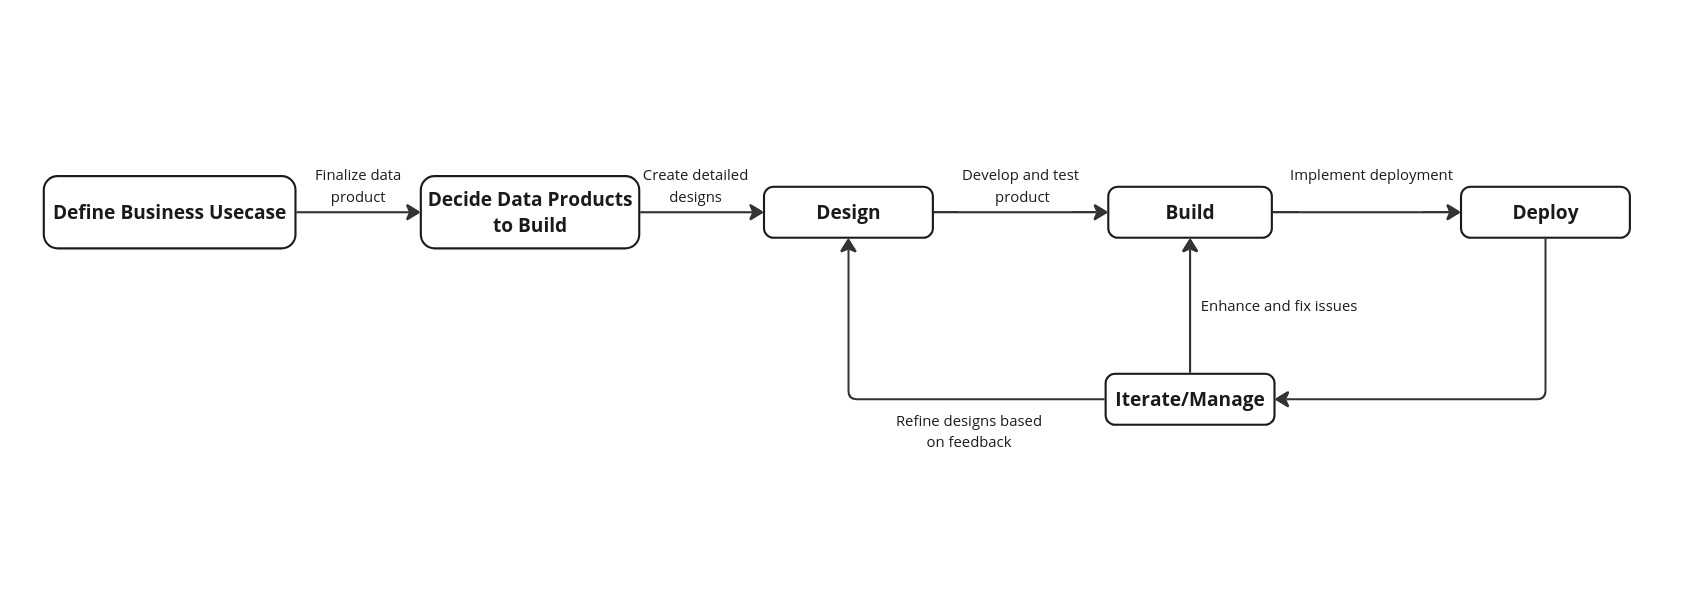 Define Business Usecase
Finalize data
product
Decide Data Products
to Build
Create detailed
designs
Design
Develop and test
product
Build
Implement deployment
Deploy
Enhance and fix issues
Iterate/Manage
Refine designs based
on feedback